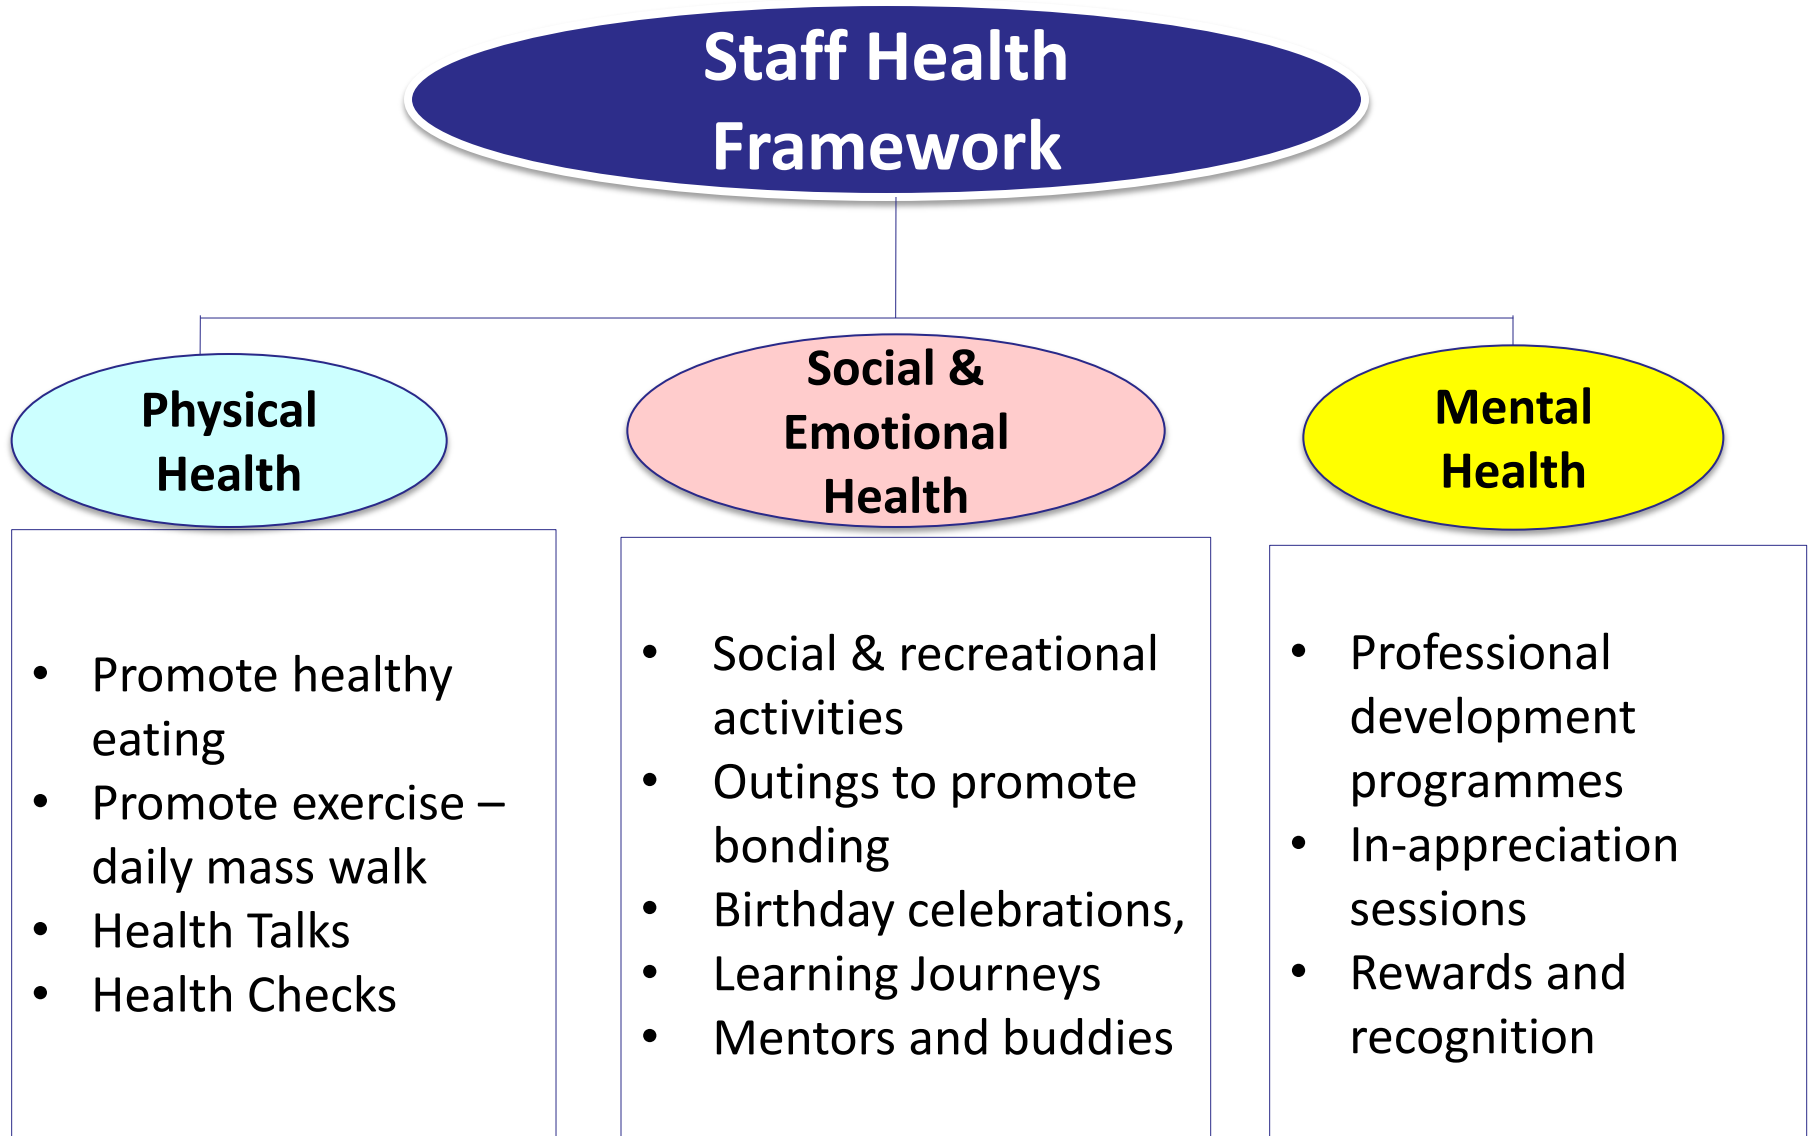 Staff Health
Framework
Physical
Health
Social &
Emotional
Health
Mental
Health
• Promote healthy
eating
• Promote exercise –
daily mass walk
• Health Talks
• Health Checks
• Social & recreational
activities
• Outings to promote
bonding
• Birthday celebrations,
• Learning Journeys
• Mentors and buddies
• Professional
development
programmes
• In-appreciation
sessions
• Rewards and
recognition